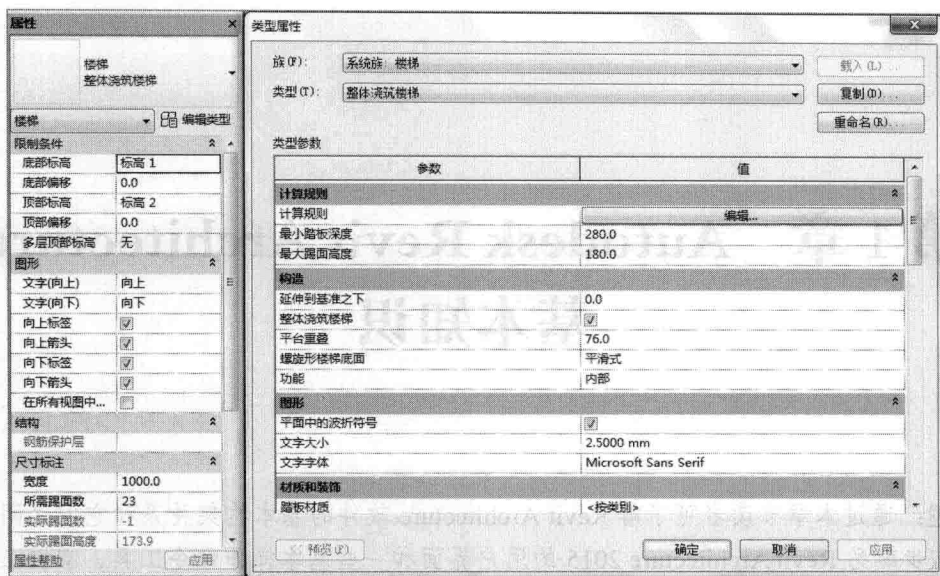 属性
楼梯
整体浇筑楼梯
楼梯 编辑类型
限制条件
底部标高 标高 1
底部偏移 0.0
顶部标高 标高 2
顶部偏移 0.0
多层顶部标高 无
图形
文字(向上) 向上
文字(向下) 向下
向上标签
向上箭头
向下标签
向下箭头
在所有视图中...
结构
钢筋保护层
尺寸标注
宽度 1000.0
所需踢面数 23
实际踢面数 -1
实际踢面高度 173.9
属性帮助 应用
类型属性
族(F): 系统族: 楼梯 载入(L)...
类型(T): 整体浇筑楼梯 复制(D)...
重命名(R)...
类型参数
参数 值
计算规则
计算规则 编辑...
最小踏板深度 280.0
最大踢面高度 180.0
构造
延伸到基准之下 0.0
整体浇筑楼梯
平台重叠 76.0
螺旋形楼梯底面 平滑式
功能 内部
图形
平面中的波折符号
文字大小 2.5000 mm
文字字体 Microsoft Sans Serif
材质和装饰
踏板材质 <按类别>
预览(P) 确定 取消 应用